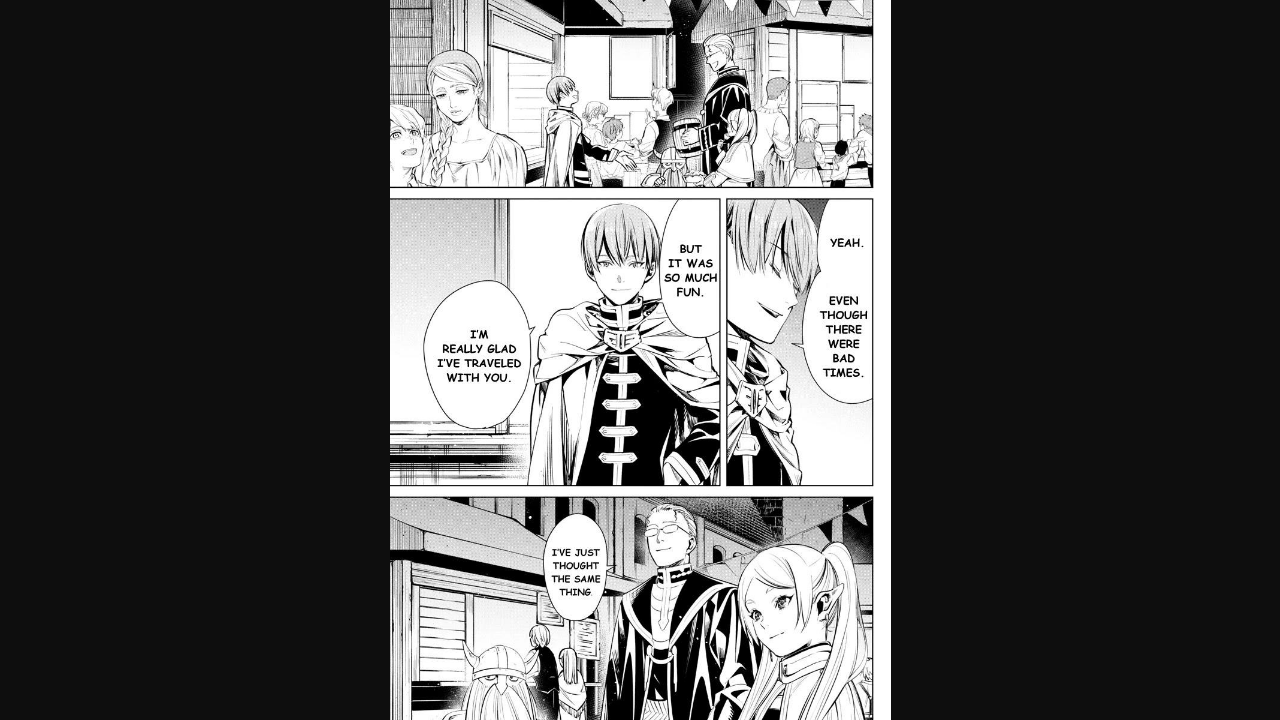 YEAH.
EVEN
THOUGH
THERE
WERE
BAD
TIMES.
BUT
IT WAS
SO MUCH
FUN.
I'M
REALLY GLAD
I'VE TRAVELED
WITH YOU.
I'VE JUST
THOUGHT
THE SAME
THING